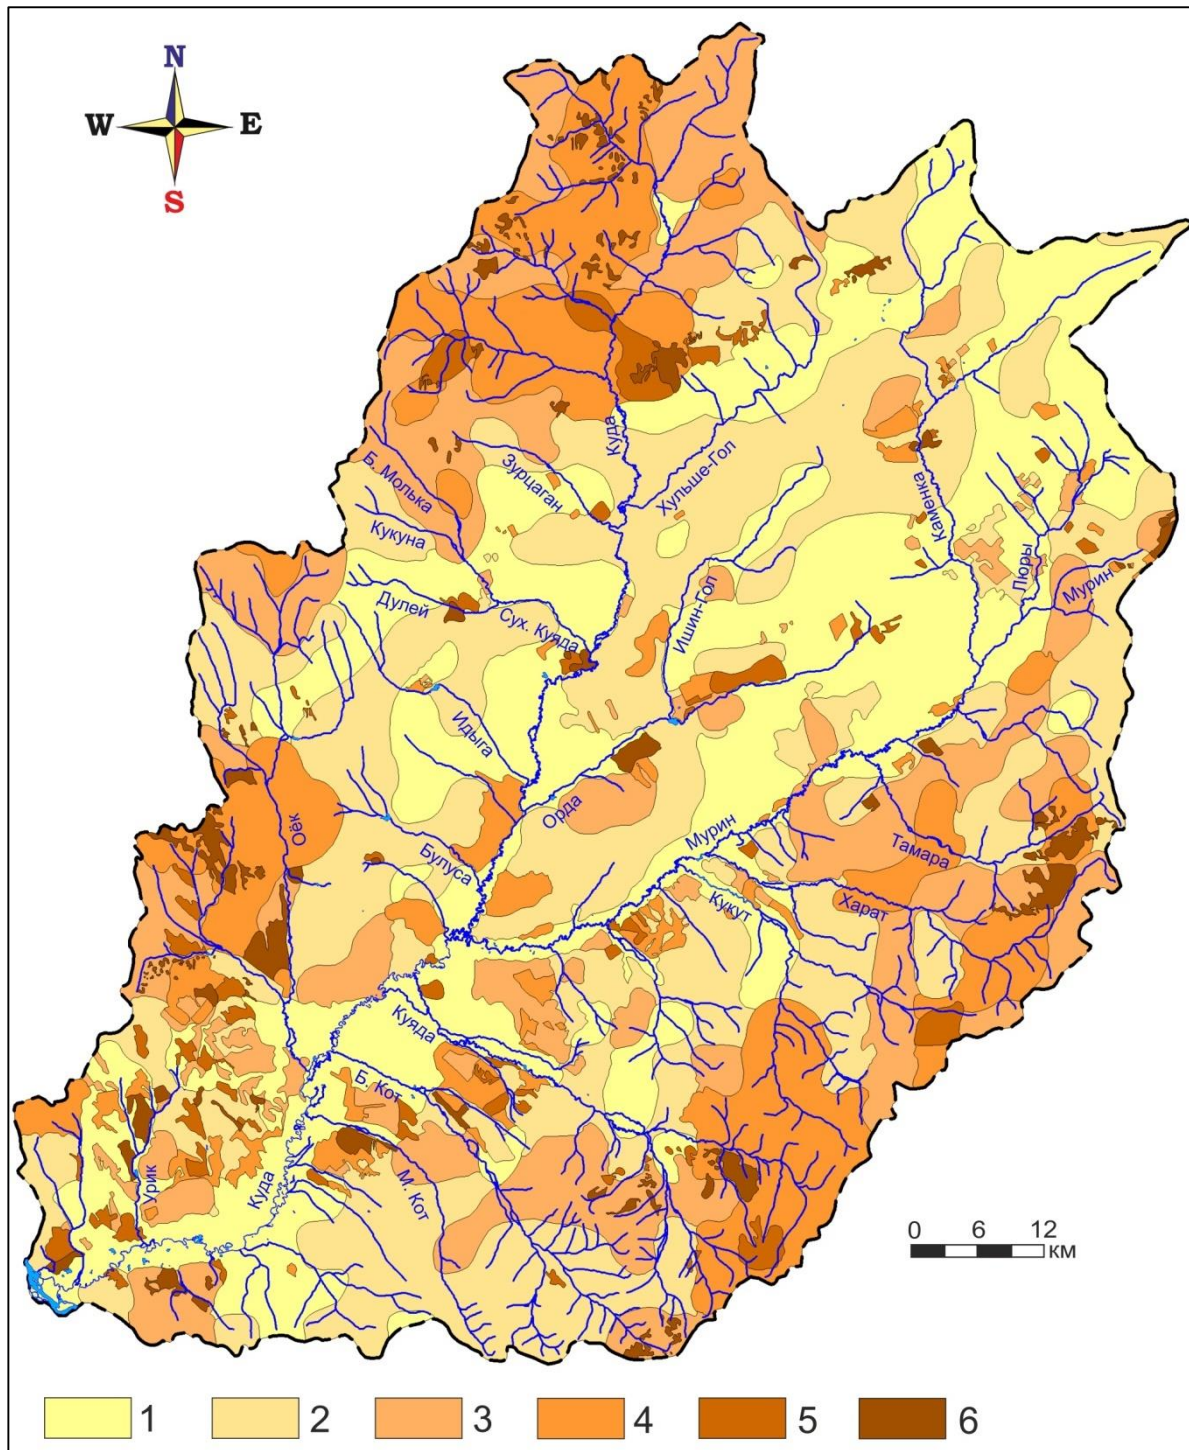 N
W E
S
Куда
Зурцаган
Хульше-Гол
Б. Молька
Кукуна
Каменка
Люры
Мурин
Дулей
Сух. Куяда
Ишин-Гол
Идыга
Орда
Оёк
Булуса
Мурин
Тамара
Кукут
Харат
Куяда
Б. Кот
М. Кот
Урик
Куда
0 6 12
км
1 2 3 4 5 6